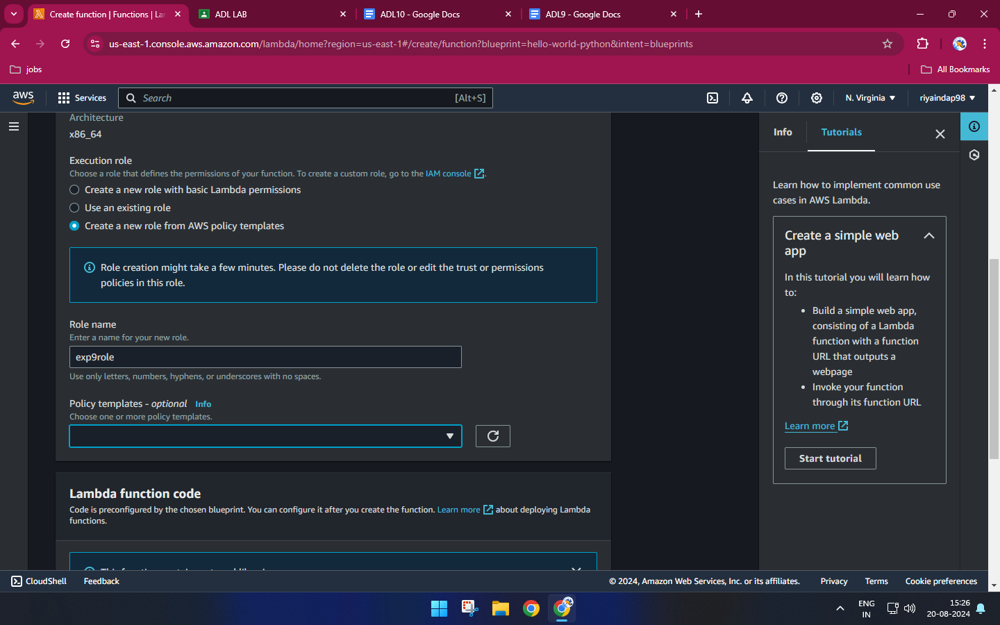 Create function | Functions | La
ADL LAB
ADL10 - Google Docs
ADL9 - Google Docs
us-east-1.console.aws.amazon.com/lambda/home?region=us-east-1#/create/function?blueprint=hello-world-python&intent=blueprints
jobs
All Bookmarks
aws
Services
Search
[Alt+S]
N. Virginia
riyaindap98
Architecture
x86_64
Execution role
Choose a role that defines the permissions of your function. To create a custom role, go to the IAM console.
Create a new role with basic Lambda permissions
Use an existing role
Create a new role from AWS policy templates
Role creation might take a few minutes. Please do not delete the role or edit the trust or permissions
policies in this role.
Role name
Enter a name for your new role.
exp9role
Use only letters, numbers, hyphens, or underscores with no spaces.
Policy templates - optional Info
Choose one or more policy templates.
Lambda function code
Code is preconfigured by the chosen blueprint. You can configure it after you create the function. Learn more about deploying Lambda
functions.
Info
Tutorials
Learn how to implement common use
cases in AWS Lambda.
Create a simple web
app
In this tutorial you will learn how
to:
• Build a simple web app,
consisting of a Lambda
function with a function
URL that outputs a
webpage
• Invoke your function
through its function URL
Learn more
Start tutorial
CloudShell
Feedback
© 2024, Amazon Web Services, Inc. or its affiliates.
Privacy
Terms
Cookie preferences
ENG
IN
15:26
20-08-2024